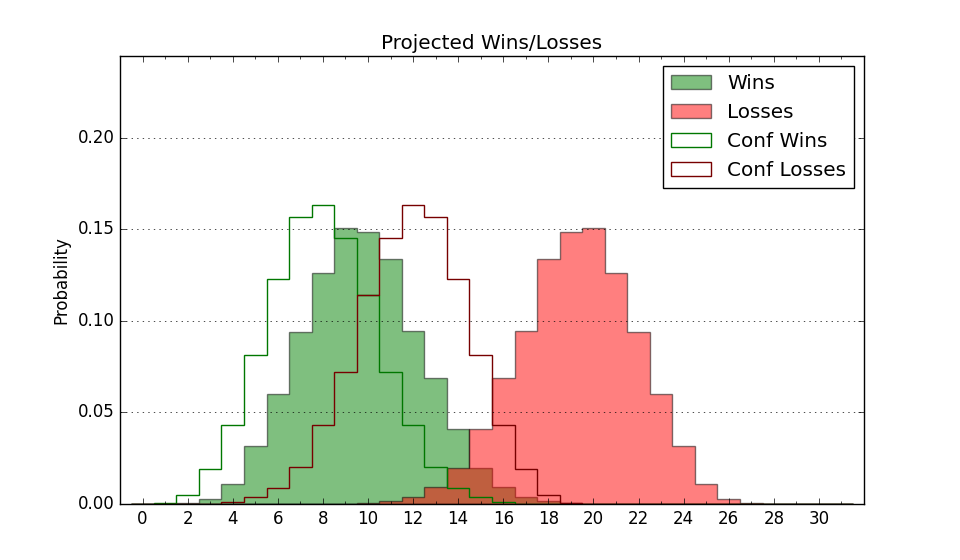 Projected Wins/Losses
Wins
Losses
Conf Wins
Conf Losses
Probability
0.20
0.15
0.10
0.05
0.00
0 2 4 6 8 10 12 14 16 18 20 22 24 26 28 30